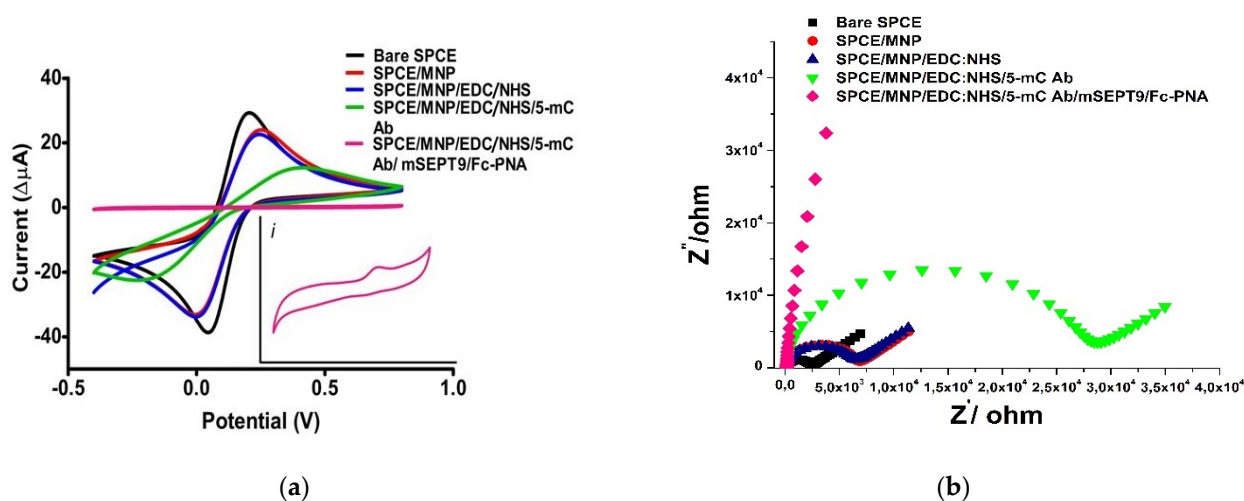 Bare SPCE
SPCE/MNP
SPCE/MNP/EDC/NHS
SPCE/MNP/EDC/NHS/5-mC
Ab
SPCE/MNP/EDC/NHS/5-mC
Ab/ mSEPT9/Fc-PNA
40
20
0
-20
-40
Current (ΔµA)
i
-0.5
0.0
0.5
1.0
Potential (V)
(a)
Bare SPCE
SPCE/MNP
SPCE/MNP/EDC:NHS
SPCE/MNP/EDC:NHS/5-mC Ab
SPCE/MNP/EDC:NHS/5-mC Ab/mSEPT9/Fc-PNA
4x10⁴
3x10⁴
2x10⁴
1x10⁴
0
Z''/ohm
0,0
5,0x10³
1,0x10⁴
1,5x10⁴
2,0x10⁴
2,5x10⁴
3,0x10⁴
3,5x10⁴
4,0x10⁴
Z'/ ohm
(b)